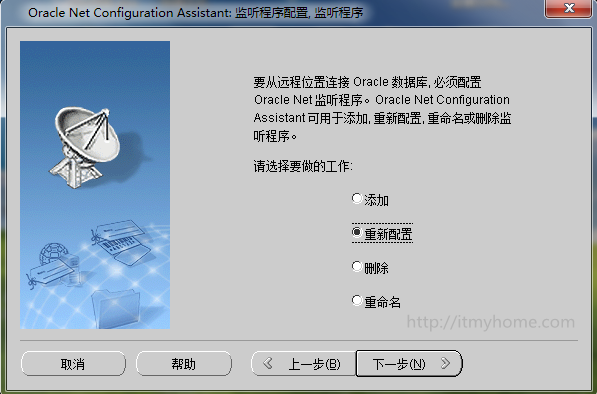 Oracle Net Configuration Assistant: 监听程序配置, 监听程序
要从远程位置连接 Oracle 数据库, 必须配置
Oracle Net 监听程序。Oracle Net Configuration
Assistant 可用于添加, 重新配置, 重命名或删除监
听程序。
请选择要做的工作:
添加
重新配置
删除
重命名
http://itmyhome.com
取消
帮助
上一步(B)
下一步(N)